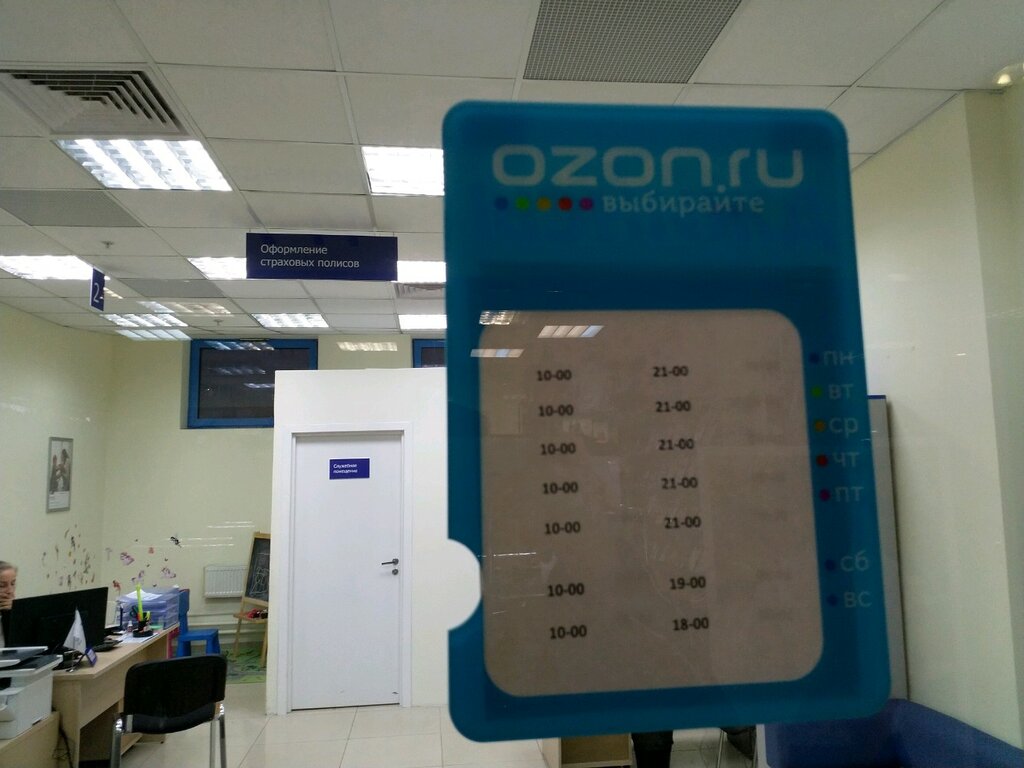 ozon.ru
выбирайте
Оформление
страховых полисов
2
Служебное
помещение
10-00 21-00 пн
10-00 21-00 вт
10-00 21-00 ср
10-00 21-00 чт
10-00 21-00 пт
10-00 19-00 сб
10-00 18-00 вс